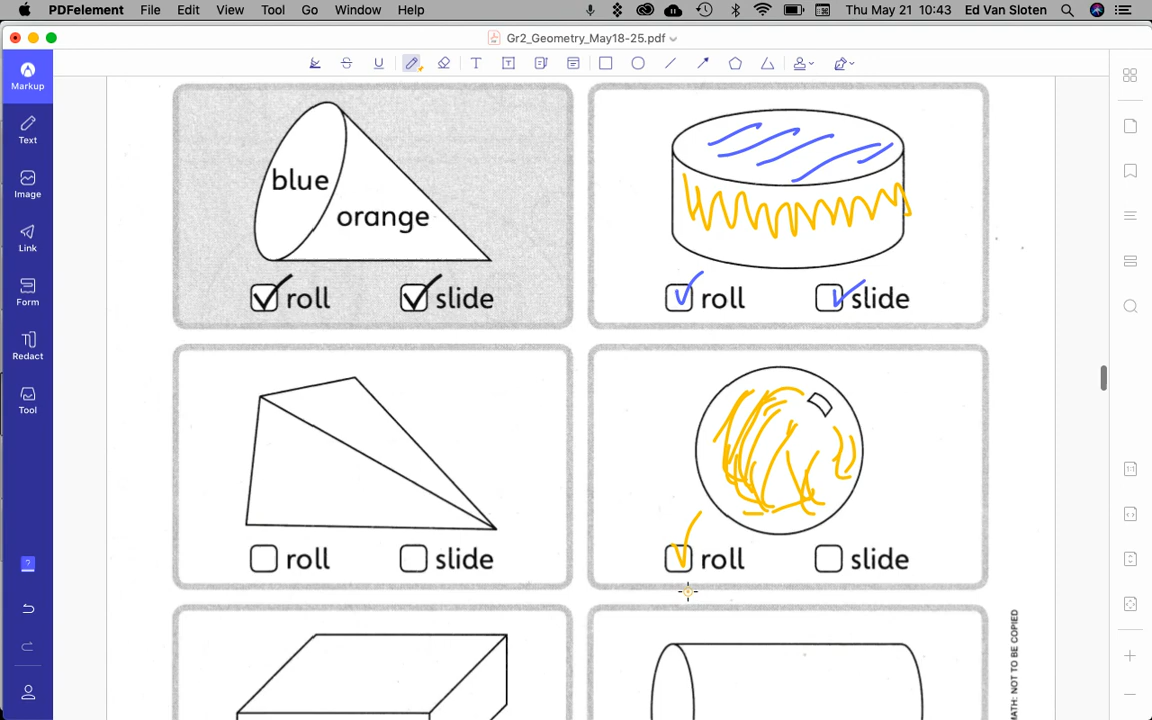 PDFelement File Edit View Tool Go Window Help
Thu May 21 10:43 Ed Van Sloten
Gr2_Geometry_May18-25.pdf
Markup
Text
Image
Link
Form
Redact
Tool
blue
orange
roll slide
roll slide
roll slide
roll slide
MATH: NOT TO BE COPIED